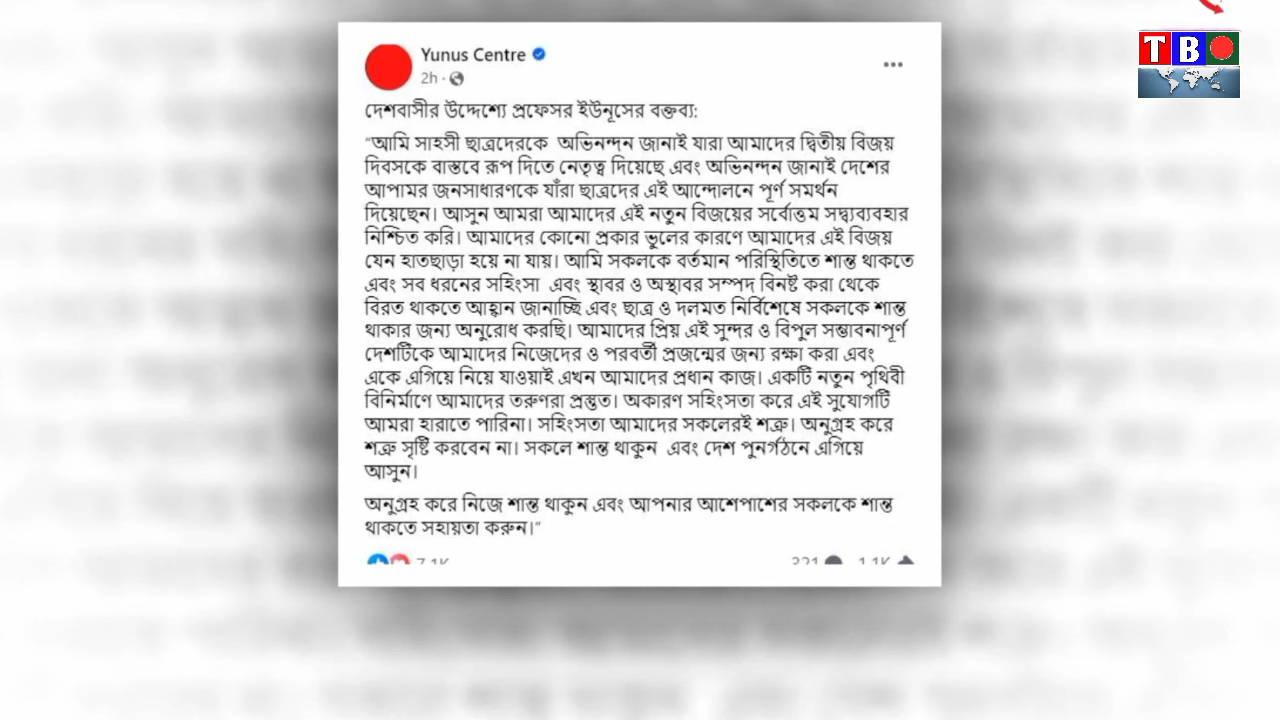 TB
Yunus Centre
2h ·
দেশবাসীর উদ্দেশ্যে প্রফেসর ইউনূসের বক্তব্য:
“আমি সাহসী ছাত্রদেরকে অভিনন্দন জানাই যারা আমাদের দ্বিতীয় বিজয়
দিবসকে বাস্তবে রূপ দিতে নেতৃত্ব দিয়েছে এবং অভিনন্দন জানাই দেশের
আপামর জনসাধারণকে যাঁরা ছাত্রদের এই আন্দোলনে পূর্ণ সমর্থন
দিয়েছেন। আসুন আমরা আমাদের এই নতুন বিজয়ের সর্বোত্তম সদ্ব্যবহার
নিশ্চিত করি। আমাদের কোনো প্রকার ভুলের কারণে আমাদের এই বিজয়
যেন হাতছাড়া হয়ে না যায়। আমি সকলকে বর্তমান পরিস্থিতিতে শান্ত থাকতে
এবং সব ধরনের সহিংসা এবং স্থাবর ও অস্থাবর সম্পদ বিনষ্ট করা থেকে
বিরত থাকতে আহ্বান জানাচ্ছি এবং ছাত্র ও দলমত নির্বিশেষে সকলকে শান্ত
থাকার জন্য অনুরোধ করছি। আমাদের প্রিয় এই সুন্দর ও বিপুল সম্ভাবনাপূর্ণ
দেশটিকে আমাদের নিজেদের ও পরবর্তী প্রজন্মের জন্য রক্ষা করা এবং
একে এগিয়ে নিয়ে যাওয়াই এখন আমাদের প্রধান কাজ। একটি নতুন পৃথিবী
বিনির্মাণে আমাদের তরুণরা প্রস্তুত। অকারণ সহিংসতা করে এই সুযোগটি
আমরা হারাতে পারিনা। সহিংসতা আমাদের সকলেরই শত্রু। অনুগ্রহ করে
শত্রু সৃষ্টি করবেন না। সকলে শান্ত থাকুন এবং দেশ পুনর্গঠনে এগিয়ে
আসুন।
অনুগ্রহ করে নিজে শান্ত থাকুন এবং আপনার আশেপাশের সকলকে শান্ত
থাকতে সহায়তা করুন।”
7.1K 321 1.1K